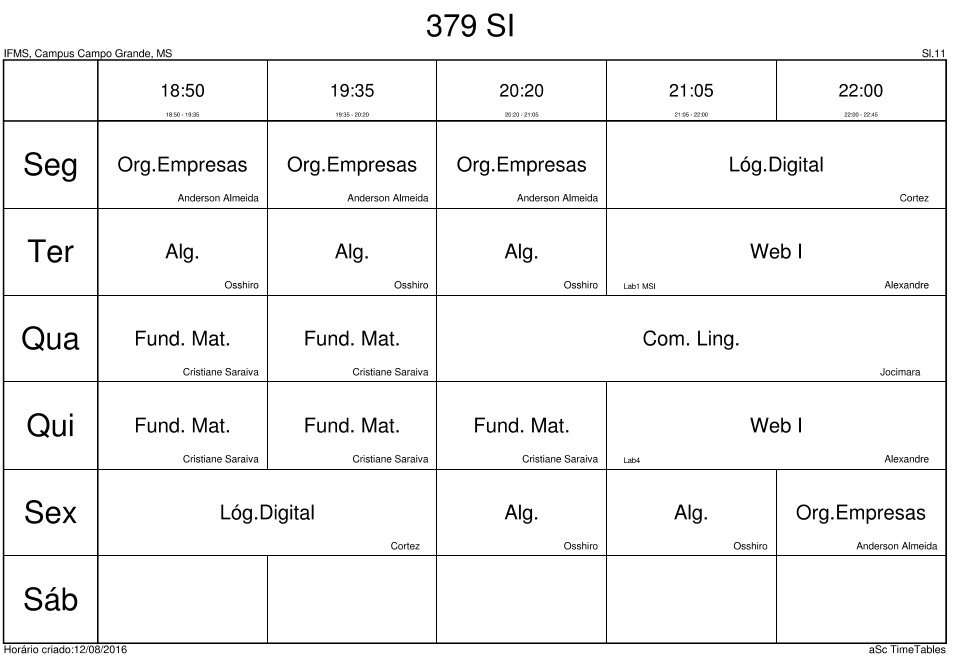 379 SI
IFMS, Campus Campo Grande, MS SI.11
18:50 19:35 20:20 21:05 22:00
18:50 - 19:35 19:35 - 20:20 20:20 - 21:05 21:05 - 22:00 22:00 - 22:45
Seg Org.Empresas Org.Empresas Org.Empresas Lóg.Digital
Anderson Almeida Anderson Almeida Anderson Almeida Cortez
Ter Alg. Alg. Alg. Web I
Osshiro Osshiro Osshiro Lab1 MSI Alexandre
Qua Fund. Mat. Fund. Mat. Com. Ling.
Cristiane Saraiva Cristiane Saraiva Jocimara
Qui Fund. Mat. Fund. Mat. Fund. Mat. Web I
Cristiane Saraiva Cristiane Saraiva Cristiane Saraiva Lab4 Alexandre
Sex Lóg.Digital Alg. Alg. Org.Empresas
Cortez Osshiro Osshiro Anderson Almeida
Sáb
Horário criado:12/08/2016 aSc TimeTables